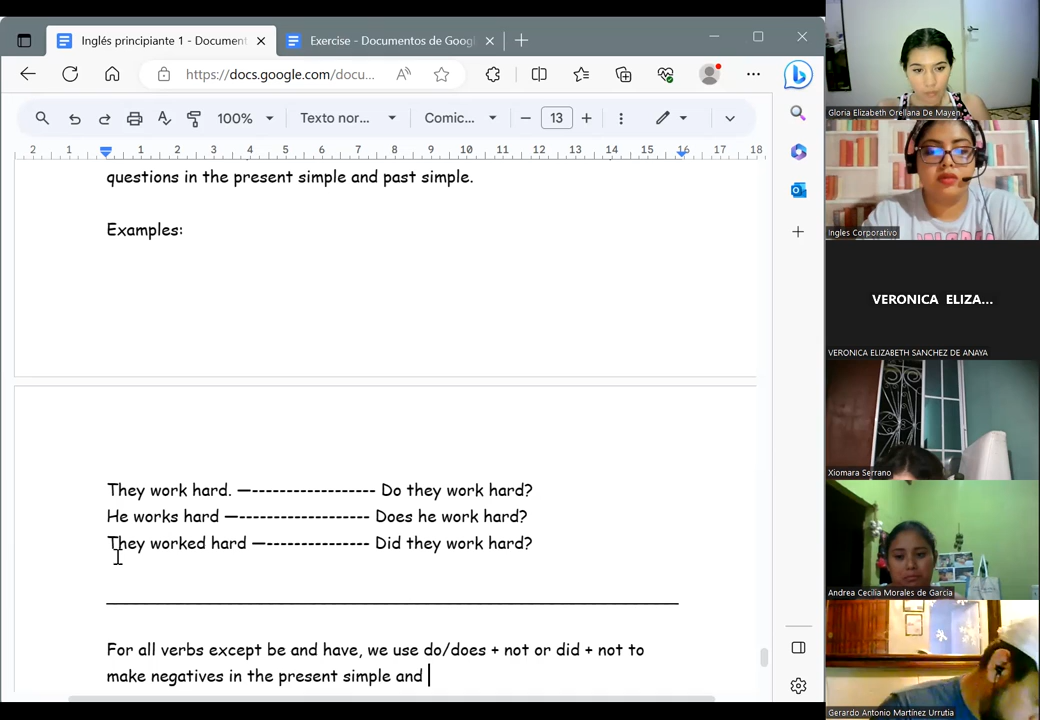 Inglés principiante 1 - Document
Exercise - Documentos de Goog
https://docs.google.com/docu...
100%
Texto nor...
Comic...
13
2 1 1 2 3 4 5 6 7 8 9 10 11 12 13 14 15 16 17 18
questions in the present simple and past simple.
Examples:
They work hard. —------------------ Do they work hard?
He works hard —------------------- Does he work hard?
They worked hard —--------------- Did they work hard?
For all verbs except be and have, we use do/does + not or did + not to
make negatives in the present simple and
Gloria Elizabeth Orellana De Mayen
Ingles Corporativo
VERONICA ELIZA...
VERONICA ELIZABETH SANCHEZ DE ANAYA
Xiomara Serrano
Andrea Cecilia Morales de Garcia
Gerardo Antonio Martínez Urrutia